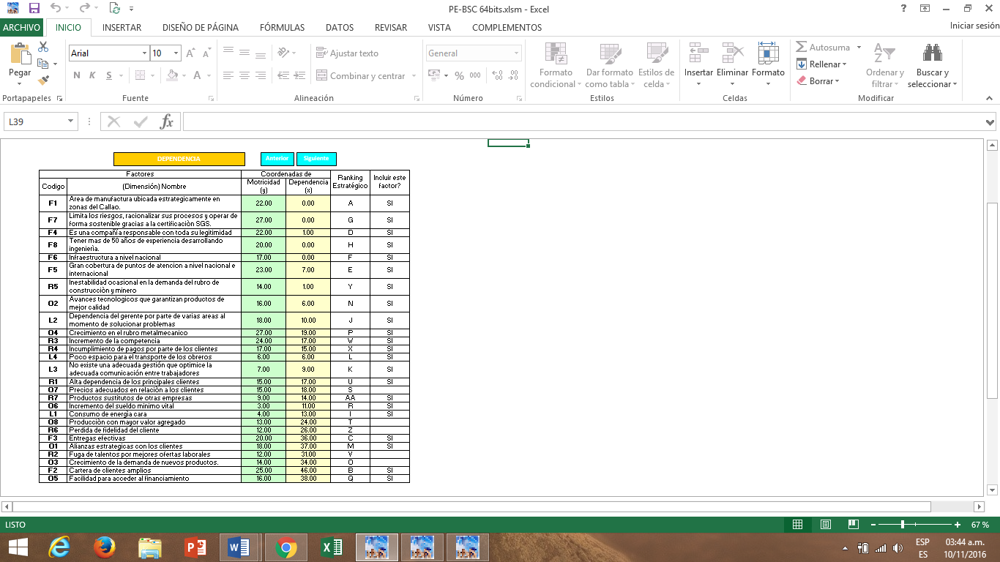 PE-BSC 64bits.xlsm - Excel
ARCHIVO INICIO INSERTAR DISEÑO DE PÁGINA FÓRMULAS DATOS REVISAR VISTA COMPLEMENTOS Iniciar sesión
Pegar
Arial 10
N K S
Ajustar texto
Combinar y centrar
General
% 000
Formato condicional
Dar formato como tabla
Estilos de celda
Insertar Eliminar Formato
Autosuma
Rellenar
Borrar
Ordenar y filtrar
Buscar y seleccionar
Portapapeles Fuente Alineación Número Estilos Celdas Modificar
L39 fx
DEPENDENCIA Anterior Siguiente
Factores Coordenadas de Ranking Estratégico Incluir este factor?
Codigo (Dimensión) Nombre Motricidad (y) Dependencia (x)
F1 Area de manufactura ubicada estrategicamente en zonas del Callao. 22.00 0.00 A SI
F7 Limita los riesgos, racionalizar sus procesos y operar de forma sostenible gracias a la certificaciòn SGS. 27.00 0.00 G SI
F4 Es una compañía responsable con toda su legitimidad 22.00 1.00 D SI
F8 Tener mas de 50 años de experiencia desarrollando ingeniería. 20.00 0.00 H SI
F6 Infraestructura a nivel nacional 17.00 0.00 F SI
F5 Gran cobertura de puntos de atencion a nivel nacional e internacional 23.00 7.00 E SI
R5 Inestabilidad ocasional en la demanda del rubro de construcciòn y minero 14.00 1.00 Y SI
O2 Avances tecnologicos que garantizan productos de mejor calidad 16.00 6.00 N SI
L2 Dependencia del gerente por parte de varias areas al momento de solucionar problemas 18.00 10.00 J SI
O4 Crecimiento en el rubro metalmecanico 27.00 19.00 P SI
R3 Incremento de la competencia 24.00 17.00 W SI
R4 Incumplimiento de pagos por parte de los clientes 17.00 15.00 X SI
L4 Poco espacio para el transporte de los obreros 6.00 6.00 L SI
L3 No existe una adecuada gestión que optimice la adecuada comunicación entre trabajadores 7.00 9.00 K SI
R1 Alta dependencia de los principales clientes 15.00 17.00 U SI
O7 Precios adecuados en relaciòn a los clientes 15.00 18.00 S
R7 Productos sustitutos de otras empresas 9.00 14.00 AA SI
O6 Incremento del sueldo minimo vital 3.00 11.00 R SI
L1 Consumo de energía cara 4.00 13.00 I SI
O8 Producciòn con mayor valor agregado 13.00 24.00 T
R6 Perdida de fidelidad del cliente 12.00 26.00 Z
F3 Entregas efectivas 20.00 36.00 C SI
O1 Alianzas estrategicas con los clientes 18.00 37.00 M SI
R2 Fuga de talentos por mejores ofertas laborales 12.00 31.00 V
O3 Crecimiento de la demanda de nuevos productos. 14.00 34.00 O
F2 Cartera de clientes amplios 25.00 46.00 B SI
O5 Facilidad para acceder al financiamiento 16.00 38.00 Q SI
LISTO 67 %
ESP 03:44 a.m.
ES 10/11/2016